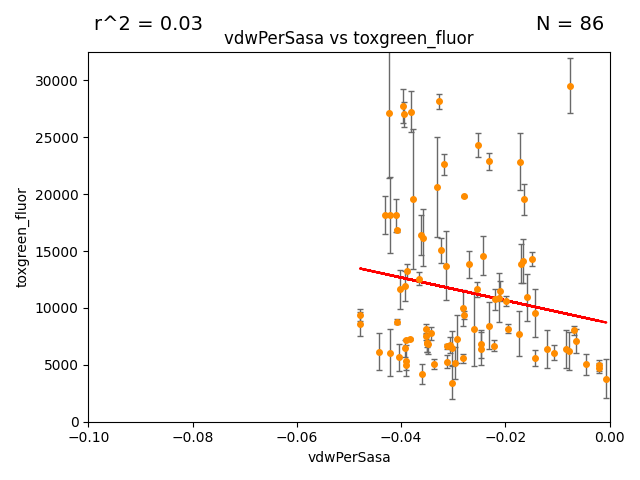 r^2 = 0.03
N = 86
vdwPerSasa vs toxgreen_fluor
30000
25000
20000
15000
10000
5000
0
toxgreen_fluor
−0.10
−0.08
−0.06
−0.04
−0.02
0.00
vdwPerSasa